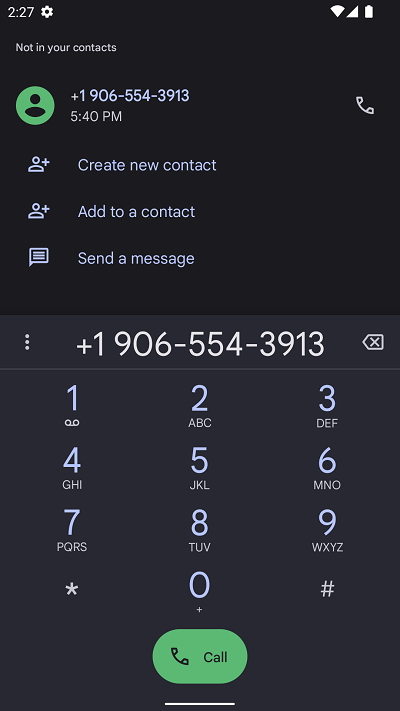 2:27
Not in your contacts
+1 906-554-3913
5:40 PM
Create new contact
Add to a contact
Send a message
+1 906-554-3913
1 2 3
ABC DEF
4 5 6
GHI JKL MNO
7 8 9
PQRS TUV WXYZ
* 0 #
+
Call